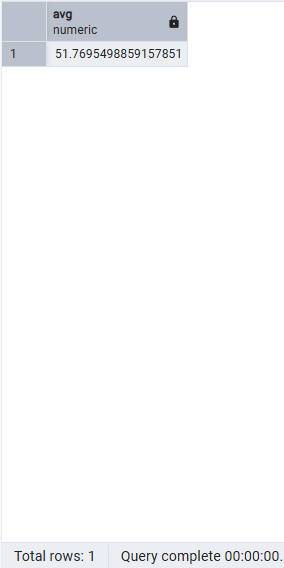 avg
numeric
1 51.7695498859157851
Total rows: 1 Query complete 00:00:00.